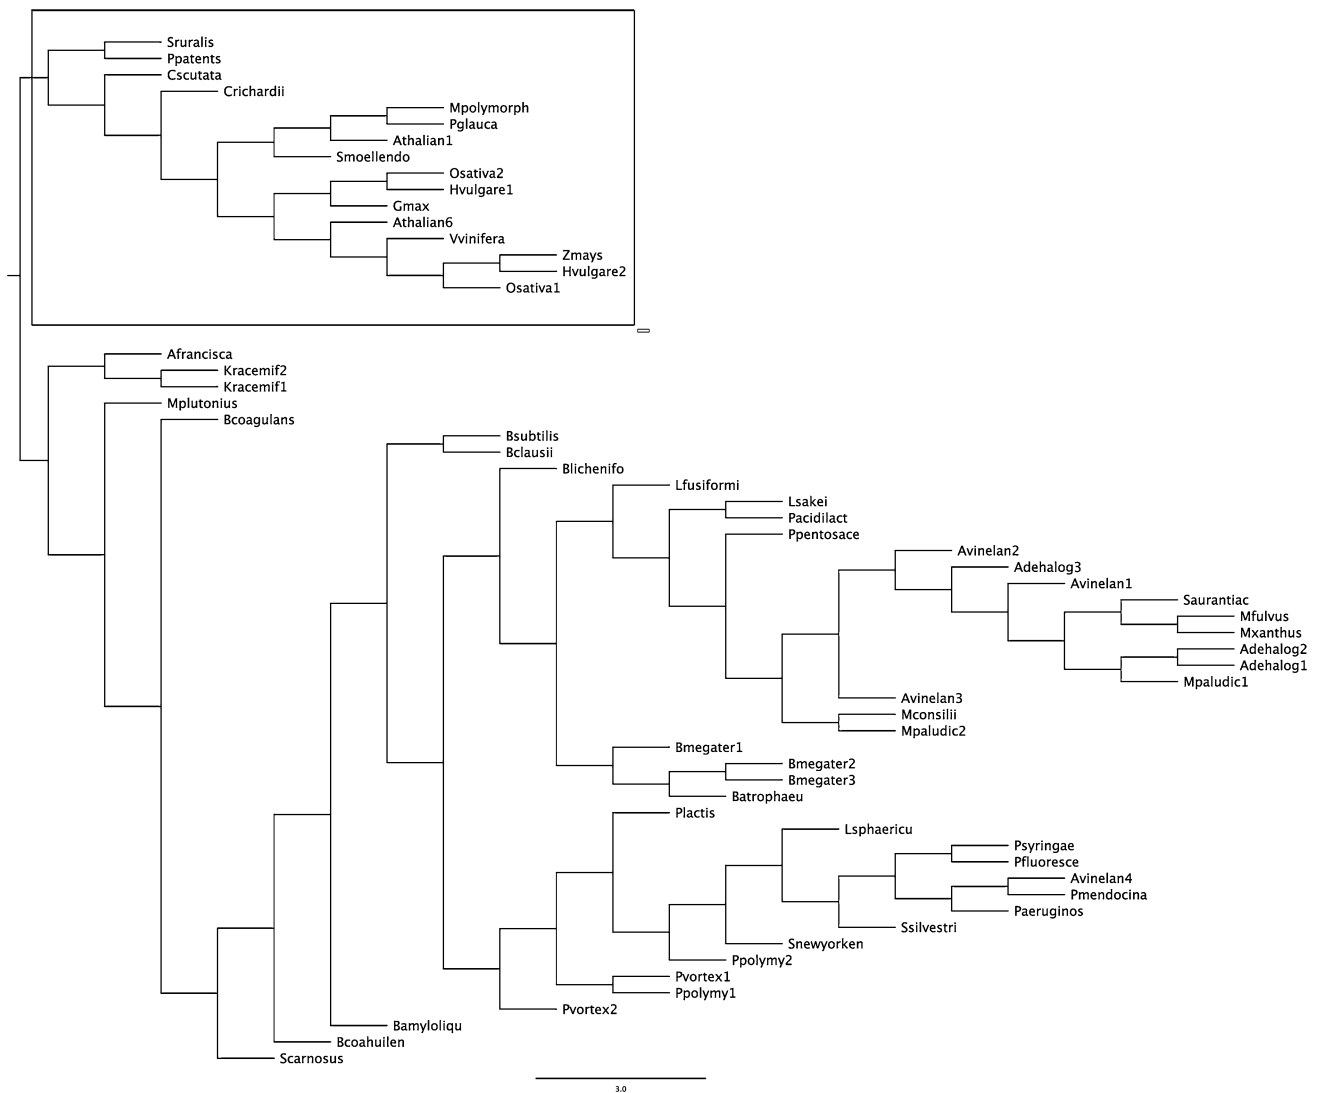 Sruralis
Ppatents
Cscutata
Crichardii
Mpolymorph
Pglauca
Athalian1
Smoellendo
Osativa2
Hvulgare1
Gmax
Athalian6
Vvinifera
Zmays
Hvulgare2
Osativa1
Afrancisca
Kracemif2
Kracemif1
Mplutonius
Bcoagulans
Bsubtilis
Bclausii
Blichenifo
Lfusiformi
Lsakei
Pacidilact
Ppentosace
Avinelan2
Adehalog3
Avinelan1
Saurantiac
Mfulvus
Mxanthus
Adehalog2
Adehalog1
Mpaludic1
Avinelan3
Mconsilii
Mpaludic2
Bmegater1
Bmegater2
Bmegater3
Batrophaeu
Plactis
Lsphaericu
Psyringae
Pfluoresce
Avinelan4
Pmendocina
Paeruginos
Ssilvestri
Snewyorken
Ppolymy2
Pvortex1
Ppolymy1
Pvortex2
Bamyloliqu
Bcoahuilen
Scarnosus
3.0